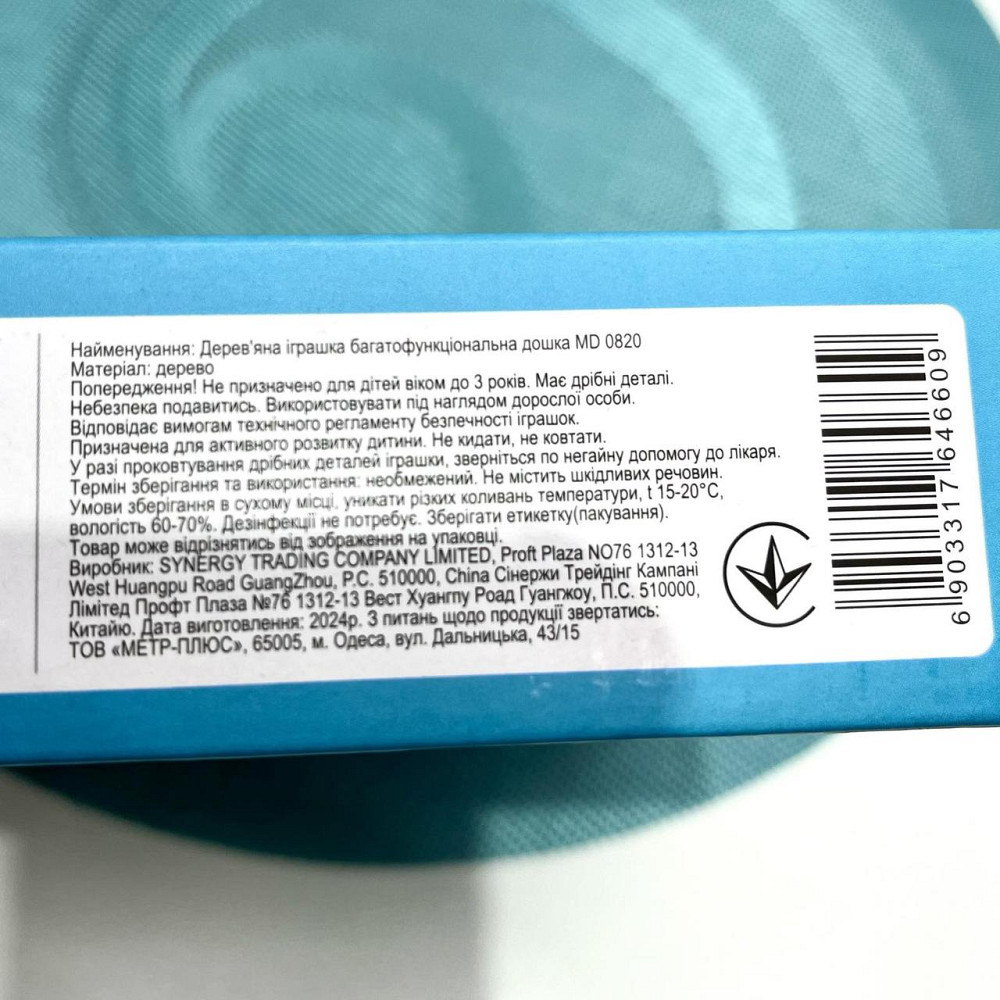 Найменування: Дерев'яна іграшка багатофункціональна дошка MD 0820
Матеріал: дерево
Попередження! Не призначено для дітей віком до 3 років. Має дрібні деталі.
Небезпека подавитись. Використовувати під наглядом дорослої особи.
Відповідає вимогам технічного регламенту безпечності іграшок.
Призначена для активного розвитку дитини. Не кидати, не ковтати.
У разі проковтування дрібних деталей іграшки, зверніться по негайну допомогу до лікаря.
Термін зберігання та використання: необмежений. Не містить шкідливих речовин.
Умови зберігання в сухому місці, уникати різких коливань температури, t 15-20°C,
вологість 60-70%. Дезінфекції не потребує. Зберігати етикетку(пакування).
Товар може відрізнятись від зображення на упаковці.
Виробник: SYNERGY TRADING COMPANY LIMITED, Proft Plaza NO76 1312-13
West Huangpu Road GuangZhou, P.C. 510000, China Сінержи Трейдінг Кампані
Лімітед Профт Плаза №76 1312-13 Вест Хуангпу Роад Гуангжоу, П.С. 510000,
Китайю. Дата виготовлення: 2024р. З питань щодо продукції звертатись:
ТОВ «МЕТР-ПЛЮС», 65005, м. Одеса, вул. Дальницька, 43/15
6903317646609